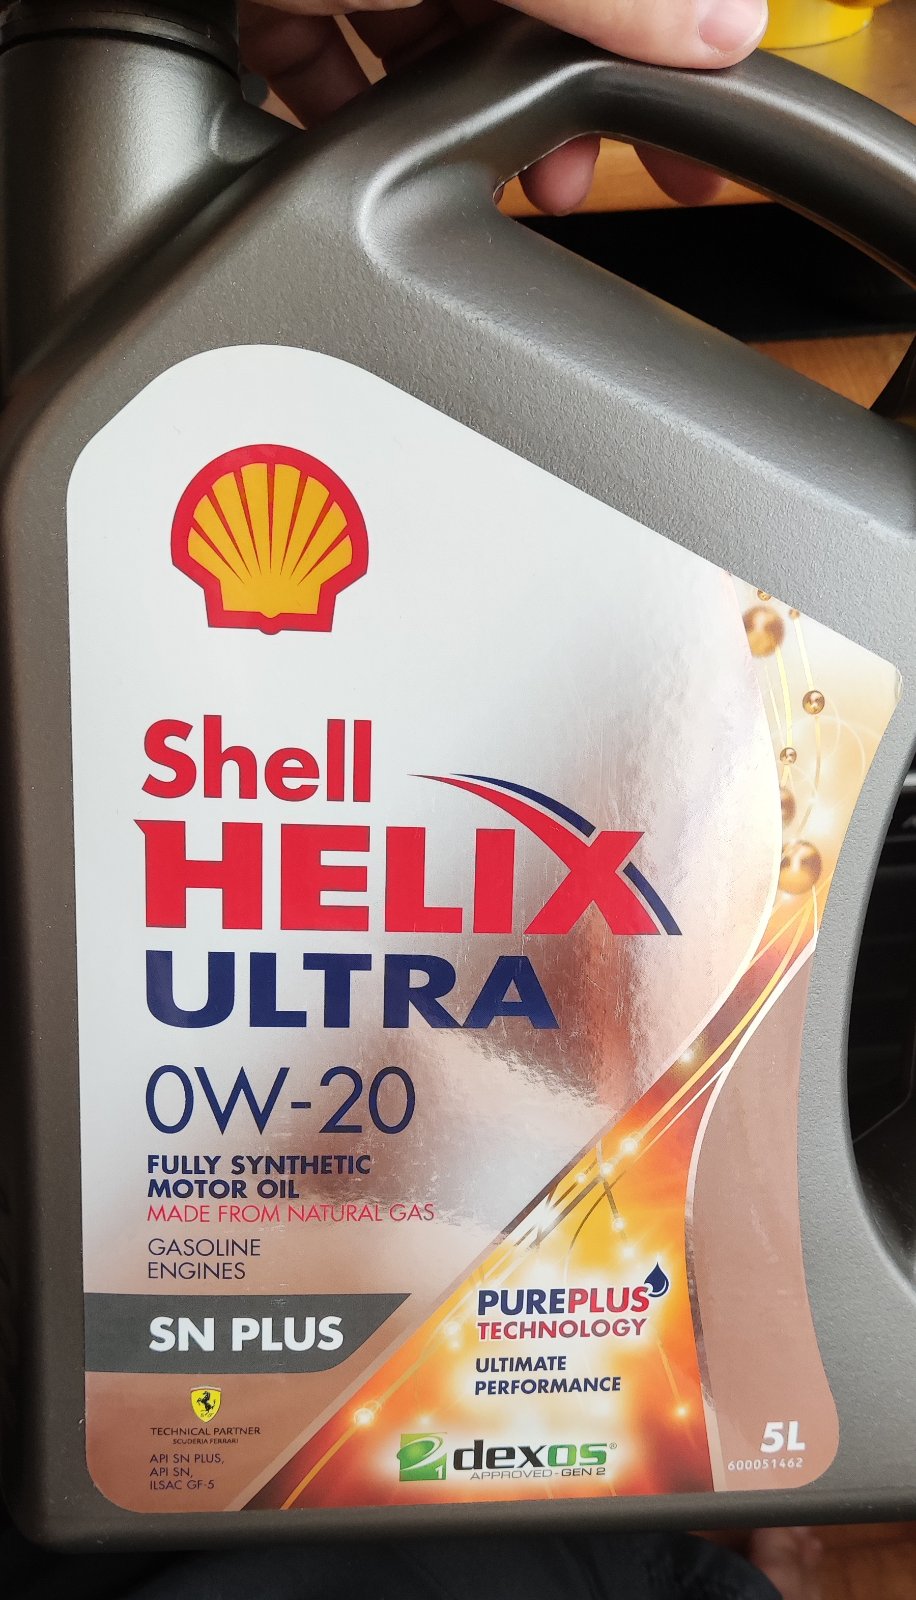 Shell
HELIX
ULTRA
0W-20
FULLY SYNTHETIC
MOTOR OIL
MADE FROM NATURAL GAS
GASOLINE
ENGINES
SN PLUS
PUREPLUS
TECHNOLOGY
ULTIMATE
PERFORMANCE
TECHNICAL PARTNER
SCUDERIA FERRARI
API SN PLUS,
API SN,
ILSAC GF-5
1
dexos®
APPROVED-GEN 2
5L
600051462